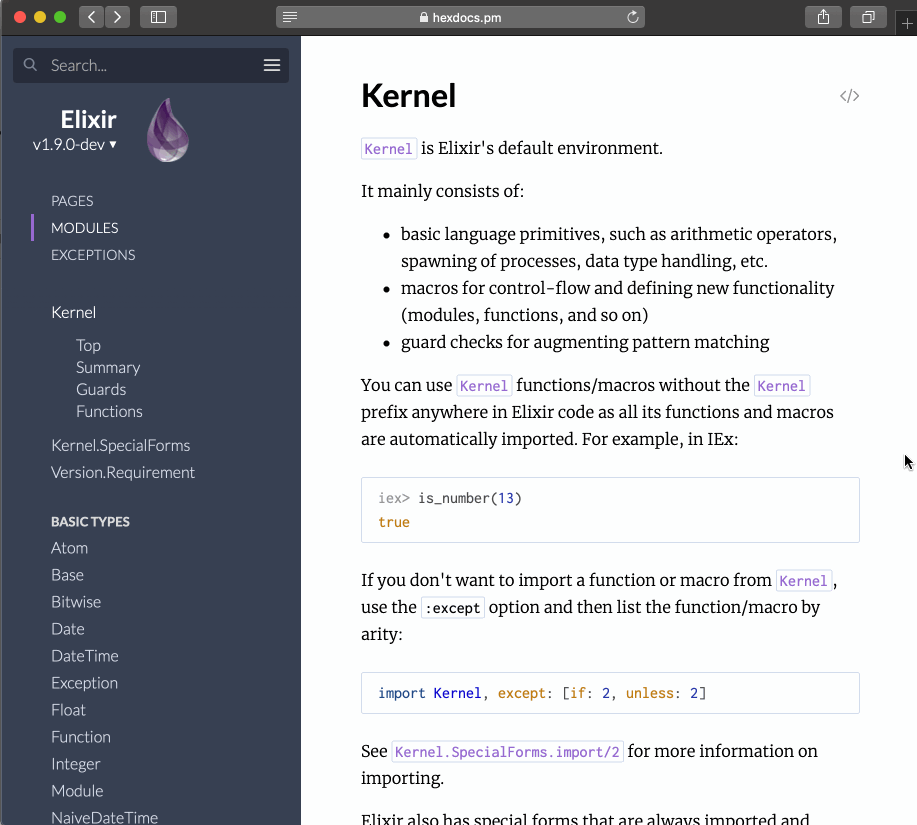 hexdocs.pm
Search...
Elixir
v1.9.0-dev ▾
PAGES
MODULES
EXCEPTIONS
Kernel
Top
Summary
Guards
Functions
Kernel.SpecialForms
Version.Requirement
BASIC TYPES
Atom
Base
Bitwise
Date
DateTime
Exception
Float
Function
Integer
Module
NaiveDateTime
Kernel
</>
Kernel is Elixir's default environment.
It mainly consists of:
• basic language primitives, such as arithmetic operators,
spawning of processes, data type handling, etc.
• macros for control-flow and defining new functionality
(modules, functions, and so on)
• guard checks for augmenting pattern matching
You can use Kernel functions/macros without the Kernel
prefix anywhere in Elixir code as all its functions and macros
are automatically imported. For example, in IEx:
iex> is_number(13)
true
If you don't want to import a function or macro from Kernel,
use the :except option and then list the function/macro by
arity:
import Kernel, except: [if: 2, unless: 2]
See Kernel.SpecialForms.import/2 for more information on
importing.
Elixir also has special forms that are always imported and